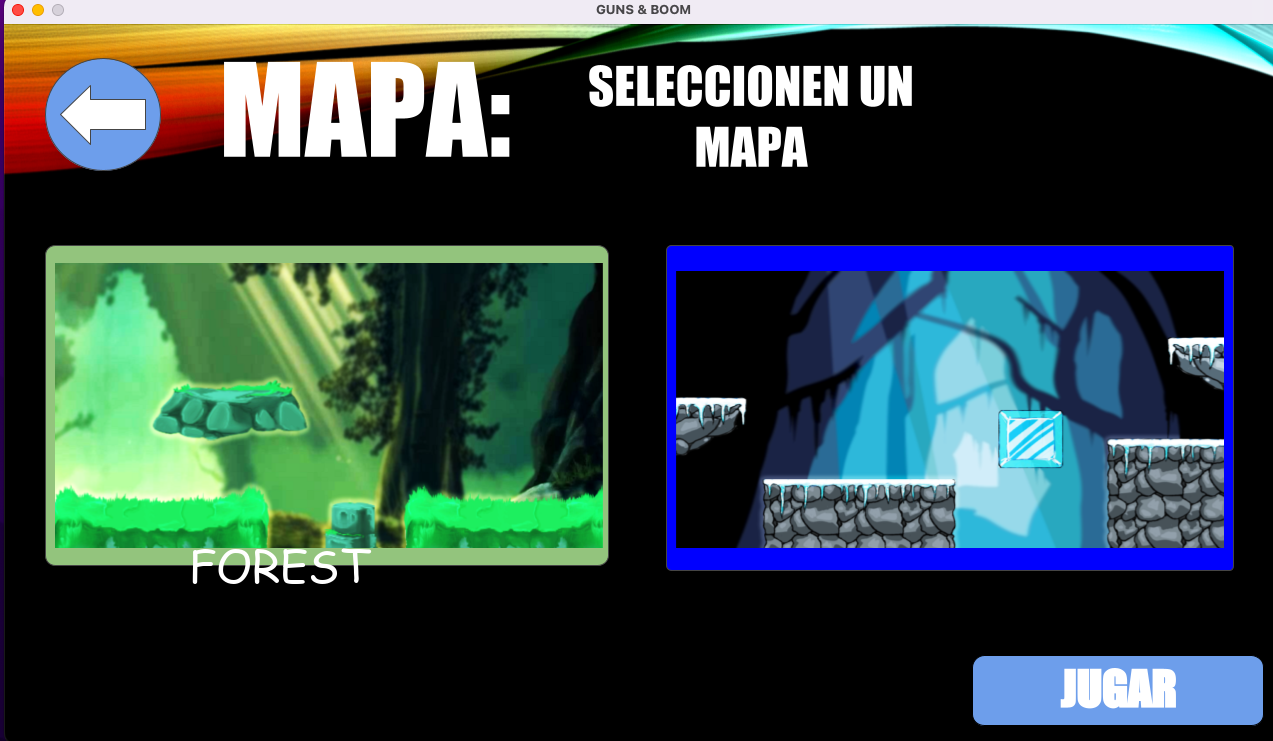 GUNS & BOOM
MAPA:
SELECCIONEN UN
MAPA
FOREST
JUGAR